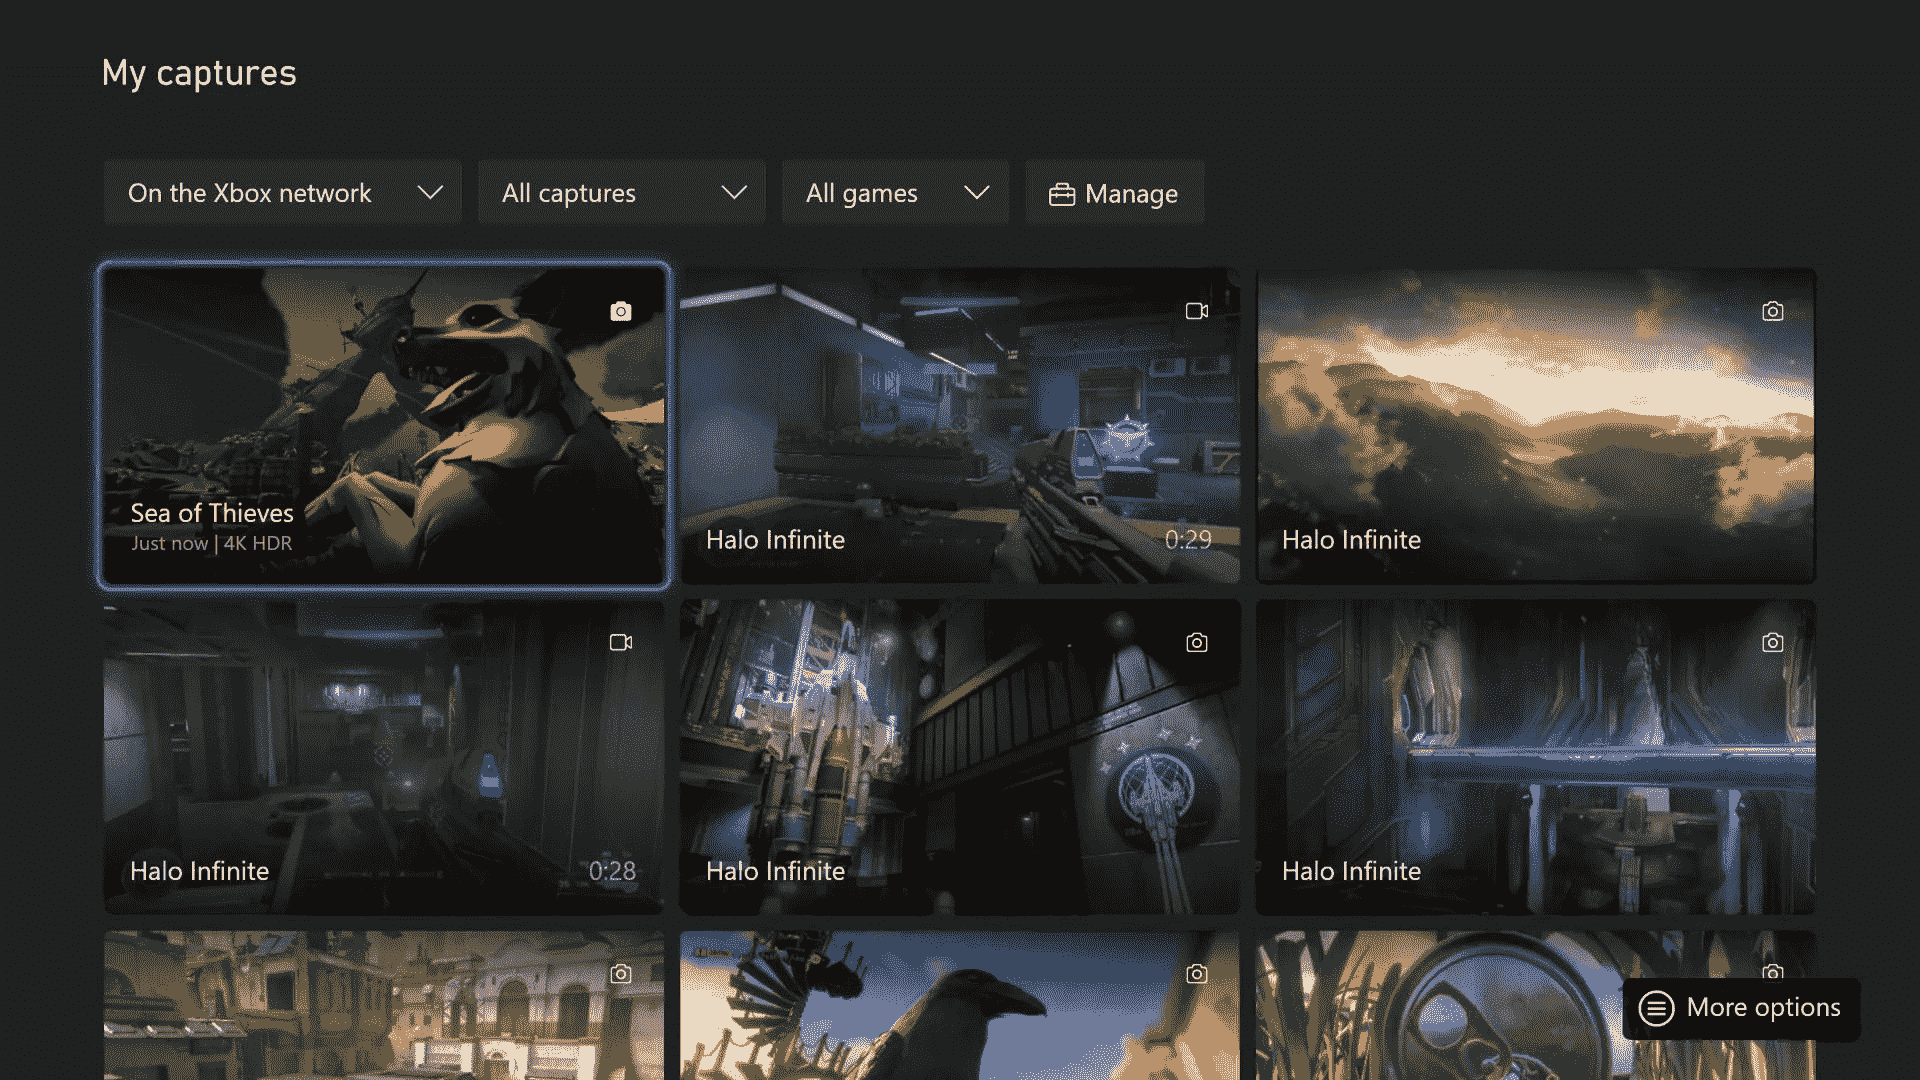 My captures
On the Xbox network
All captures
All games
Manage
Sea of Thieves
Just now | 4K HDR
Halo Infinite
0:29
Halo Infinite
Halo Infinite
0:28
Halo Infinite
Halo Infinite
More options